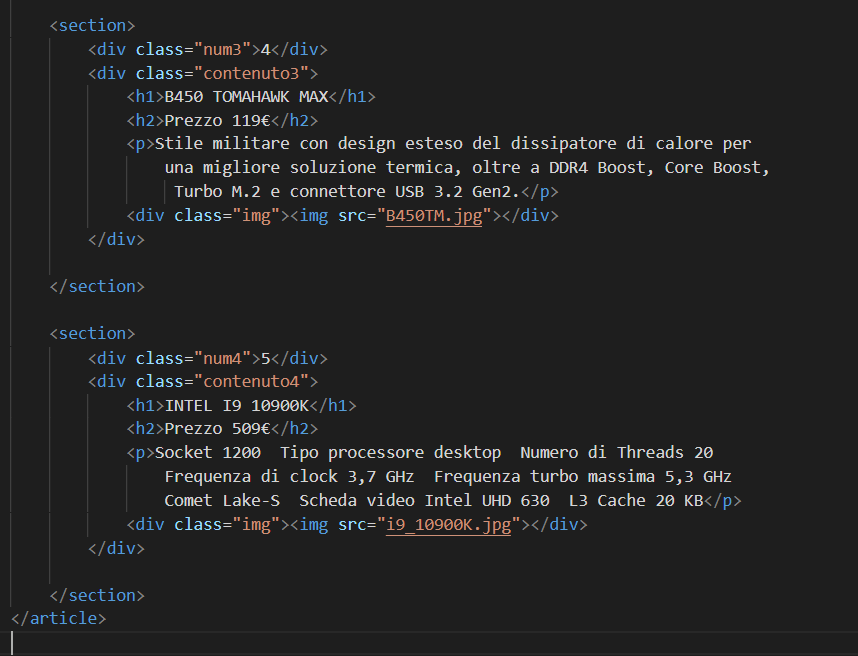 <section>
<div class="num3">4</div>
<div class="contenuto3">
<h1>B450 TOMAHAWK MAX</h1>
<h2>Prezzo 119€</h2>
<p>Stile militare con design esteso del dissipatore di calore per
una migliore soluzione termica, oltre a DDR4 Boost, Core Boost,
Turbo M.2 e connettore USB 3.2 Gen2.</p>
<div class="img"><img src="B450TM.jpg"></div>
</div>
</section>
<section>
<div class="num4">5</div>
<div class="contenuto4">
<h1>INTEL I9 10900K</h1>
<h2>Prezzo 509€</h2>
<p>Socket 1200  Tipo processore desktop  Numero di Threads 20
Frequenza di clock 3,7 GHz  Frequenza turbo massima 5,3 GHz
Comet Lake-S  Scheda video Intel UHD 630  L3 Cache 20 KB</p>
<div class="img"><img src="i9_10900K.jpg"></div>
</div>
</section>
</article>